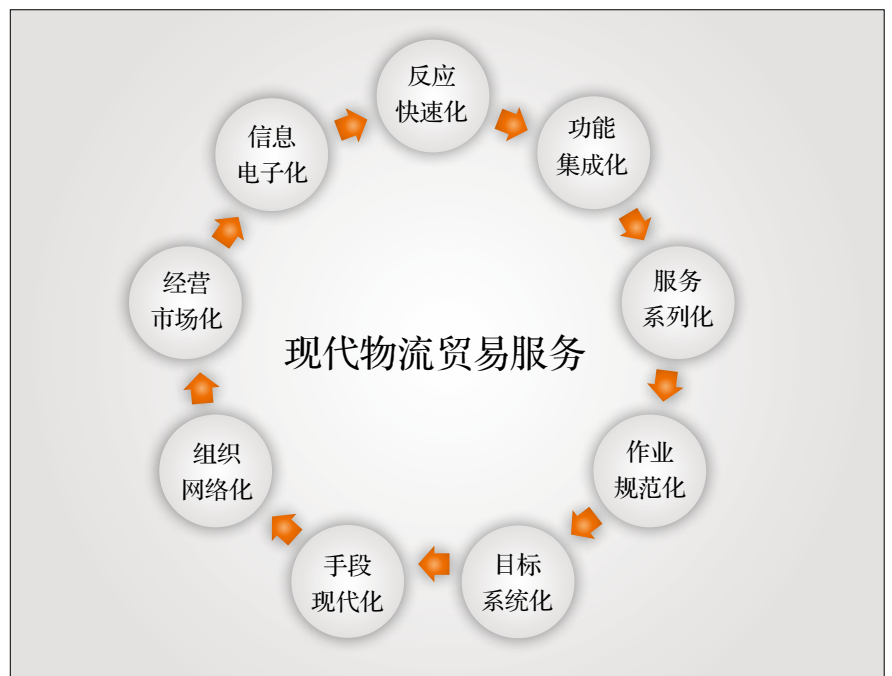 反应
快速化
功能
集成化
服务
系列化
作业
规范化
目标
系统化
手段
现代化
组织
网络化
经营
市场化
信息
电子化
现代物流贸易服务